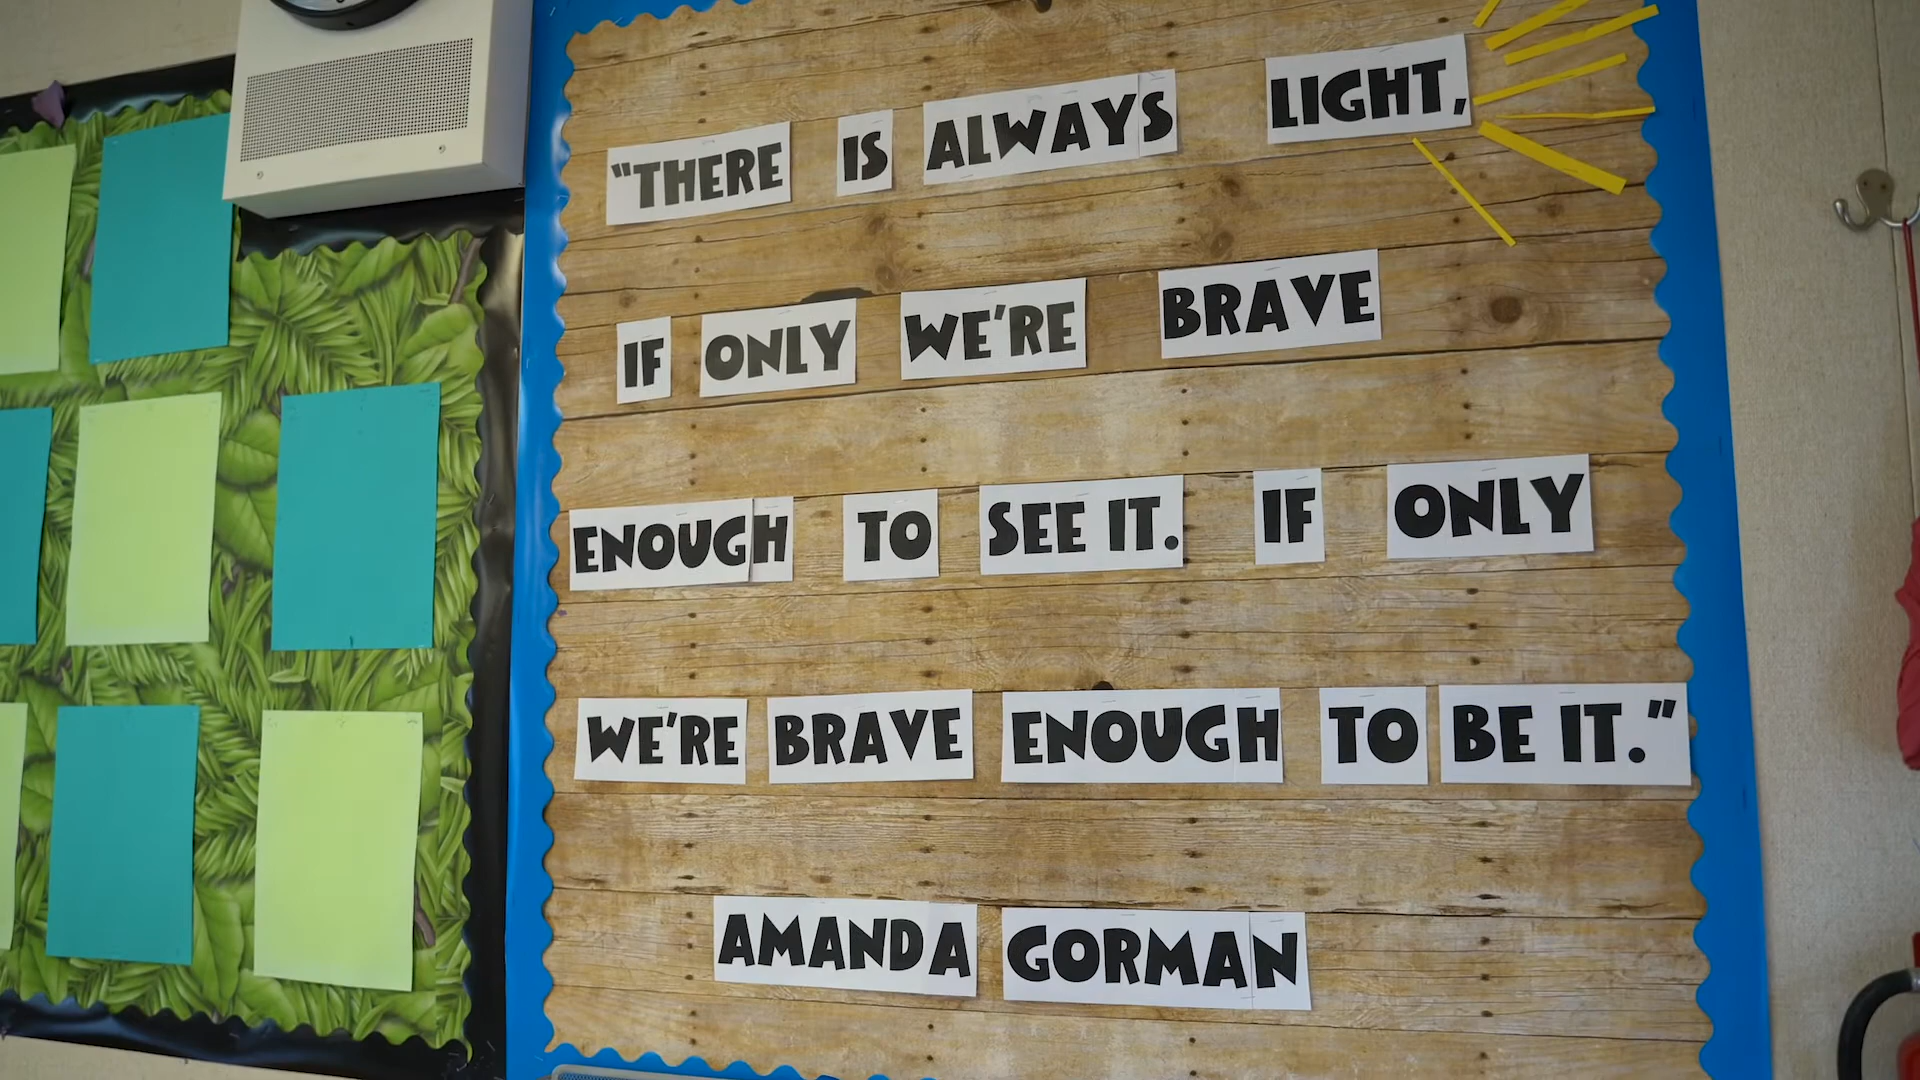 "THERE IS ALWAYS LIGHT,
IF ONLY WE'RE BRAVE
ENOUGH TO SEE IT. IF ONLY
WE'RE BRAVE ENOUGH TO BE IT."
AMANDA GORMAN